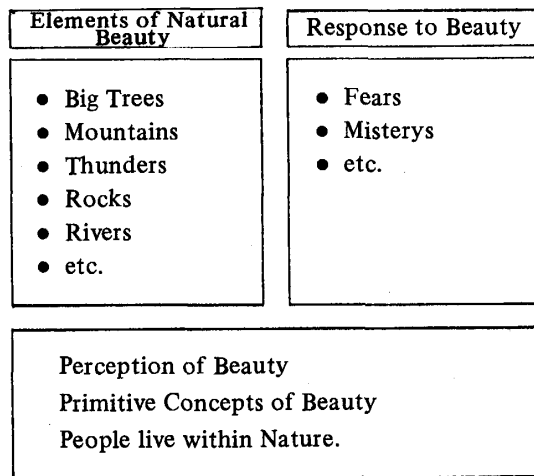 Elements of Natural
Beauty
● Big Trees
● Mountains
● Thunders
● Rocks
● Rivers
● etc.
Response to Beauty
● Fears
● Misterys
● etc.
Perception of Beauty
Primitive Concepts of Beauty
People live within Nature.